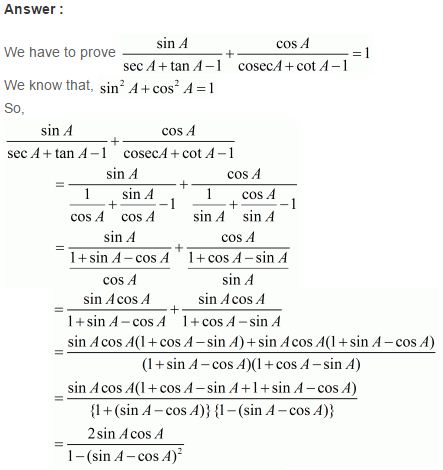 Answer :
We have to prove \frac{\sin A}{\sec A + \tan A - 1} + \frac{\cos A}{\cosec A + \cot A - 1} = 1
We know that, \sin^2 A + \cos^2 A = 1
So,
\frac{\sin A}{\sec A + \tan A - 1} + \frac{\cos A}{\cosec A + \cot A - 1}
= \frac{\sin A}{\frac{1}{\cos A} + \frac{\sin A}{\cos A} - 1} + \frac{\cos A}{\frac{1}{\sin A} + \frac{\cos A}{\sin A} - 1}
= \frac{\sin A}{\frac{1 + \sin A - \cos A}{\cos A}} + \frac{\cos A}{\frac{1 + \cos A - \sin A}{\sin A}}
= \frac{\sin A \cos A}{1 + \sin A - \cos A} + \frac{\sin A \cos A}{1 + \cos A - \sin A}
= \frac{\sin A \cos A(1 + \cos A - \sin A) + \sin A \cos A(1 + \sin A - \cos A)}{(1 + \sin A - \cos A)(1 + \cos A - \sin A)}
= \frac{\sin A \cos A(1 + \cos A - \sin A + 1 + \sin A - \cos A)}{\{1 + (\sin A - \cos A)\}\{1 - (\sin A - \cos A)\}}
= \frac{2 \sin A \cos A}{1 - (\sin A - \cos A)^2}